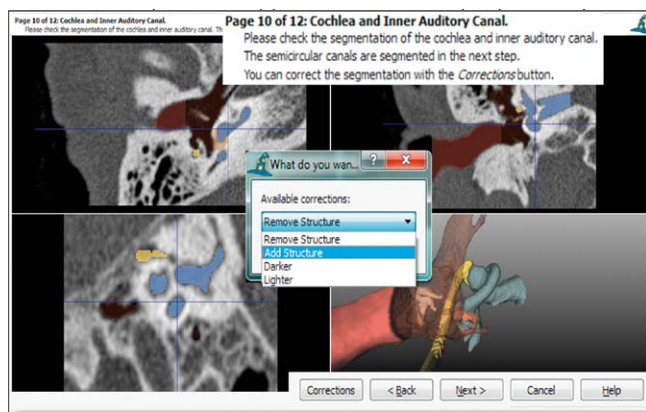 Page 10 of 12: Cochlea and Inner Auditory Canal.
Please check the segmentation of the cochlea and inner auditory canal. Th
Page 10 of 12: Cochlea and Inner Auditory Canal.
Please check the segmentation of the cochlea and inner auditory canal.
The semicircular canals are segmented in the next step.
You can correct the segmentation with the Corrections button.
What do you wan... ? X
Available corrections:
Remove Structure
Remove Structure
Add Structure
Darker
Lighter
Corrections < Back Next > Cancel Help